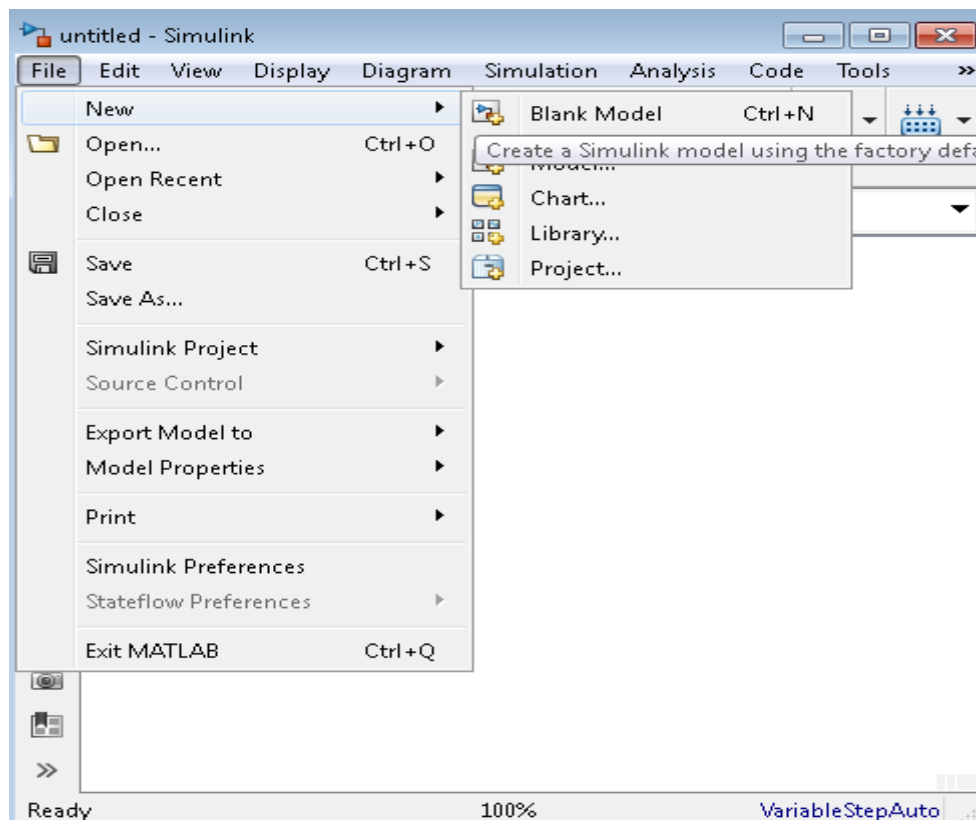 untitled - Simulink
File Edit View Display Diagram Simulation Analysis Code Tools »
New
Blank Model Ctrl+N
Open... Ctrl+O
Create a Simulink model using the factory defa
Model...
Open Recent
Chart...
Close
Library...
Save Ctrl+S
Project...
Save As...
Simulink Project
Source Control
Export Model to
Model Properties
Print
Simulink Preferences
Stateflow Preferences
Exit MATLAB Ctrl+Q
Ready 100% VariableStepAuto